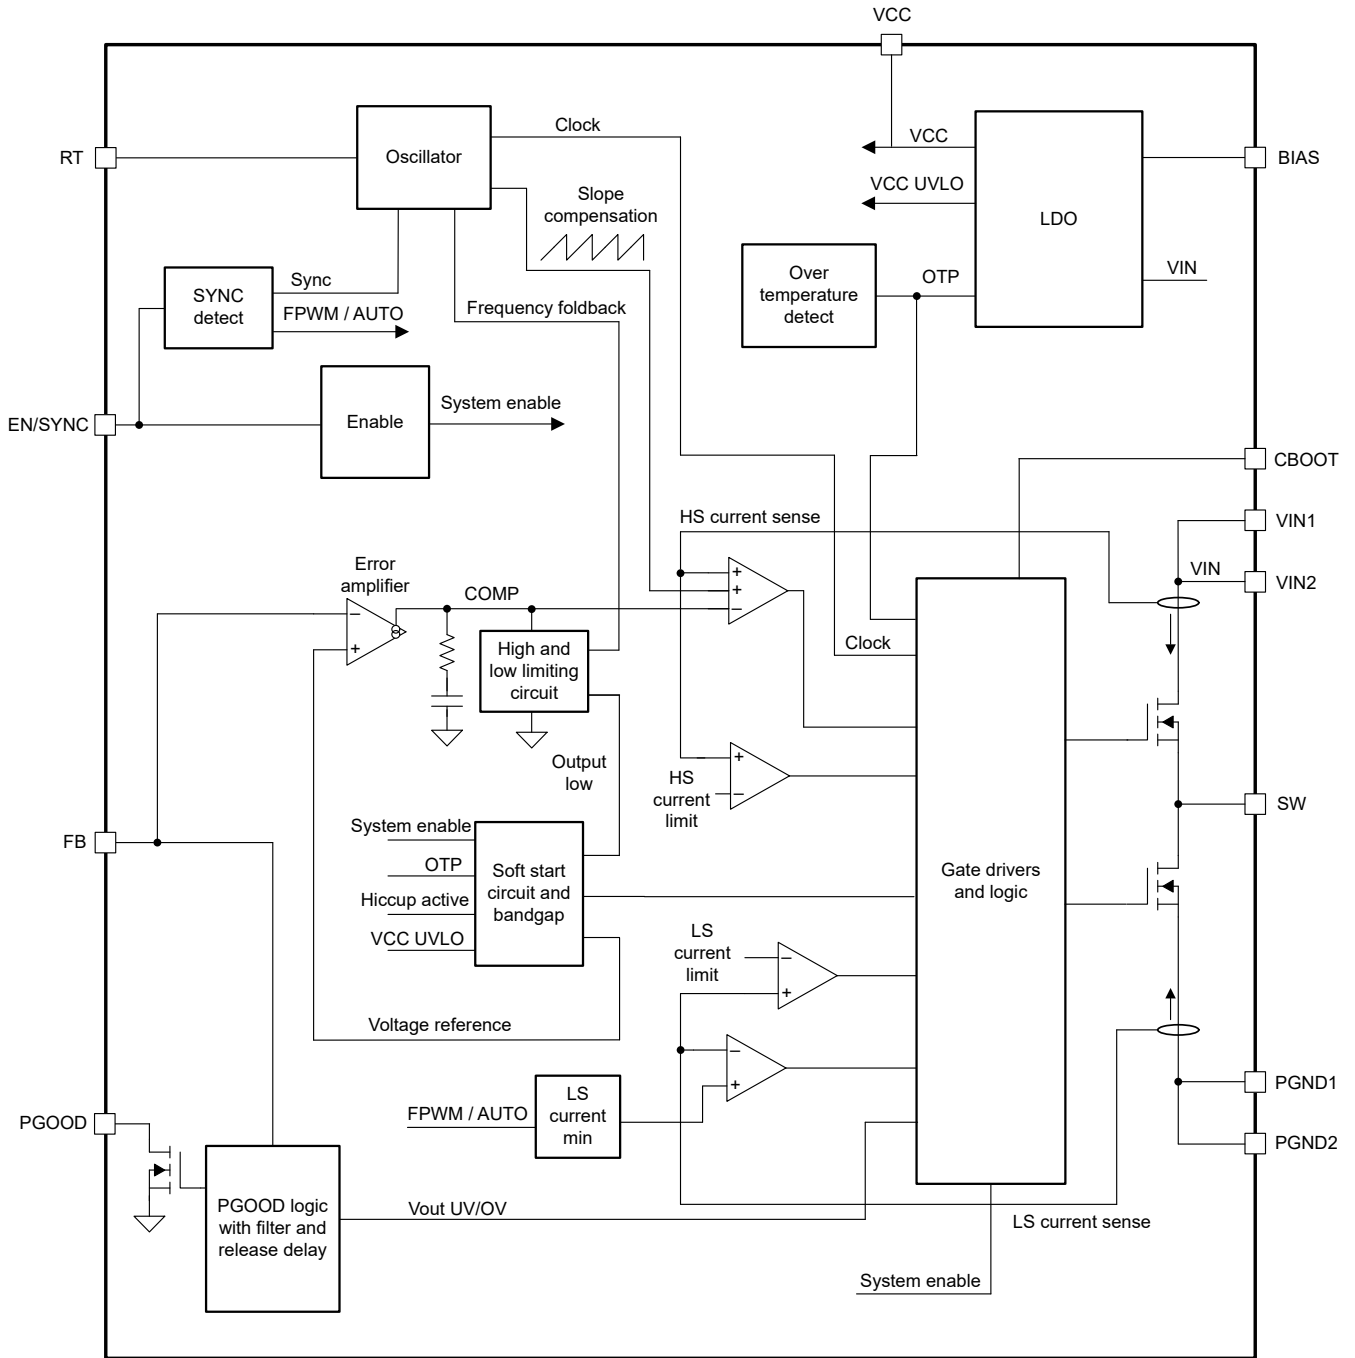 VCC
RT
Oscillator
Clock
VCC
BIAS
VCC UVLO
LDO
Slope
compensation
Over
temperature
detect
OTP
VIN
SYNC
detect
Sync
FPWM / AUTO
Frequency foldback
EN/SYNC
Enable
System enable
CBOOT
HS current sense
VIN1
VIN
VIN2
Error
amplifier
COMP
+
+
−
−
+
High and
low limiting
circuit
Clock
Output
low
HS
current
limit
+
−
SW
FB
System enable
OTP
Hiccup active
VCC UVLO
Soft start
circuit and
bandgap
Gate drivers
and logic
LS
current
limit
−
+
Voltage reference
−
+
PGND1
FPWM / AUTO
LS
current
min
PGOOD
PGND2
PGOOD logic
with filter and
release delay
Vout UV/OV
LS current sense
System enable